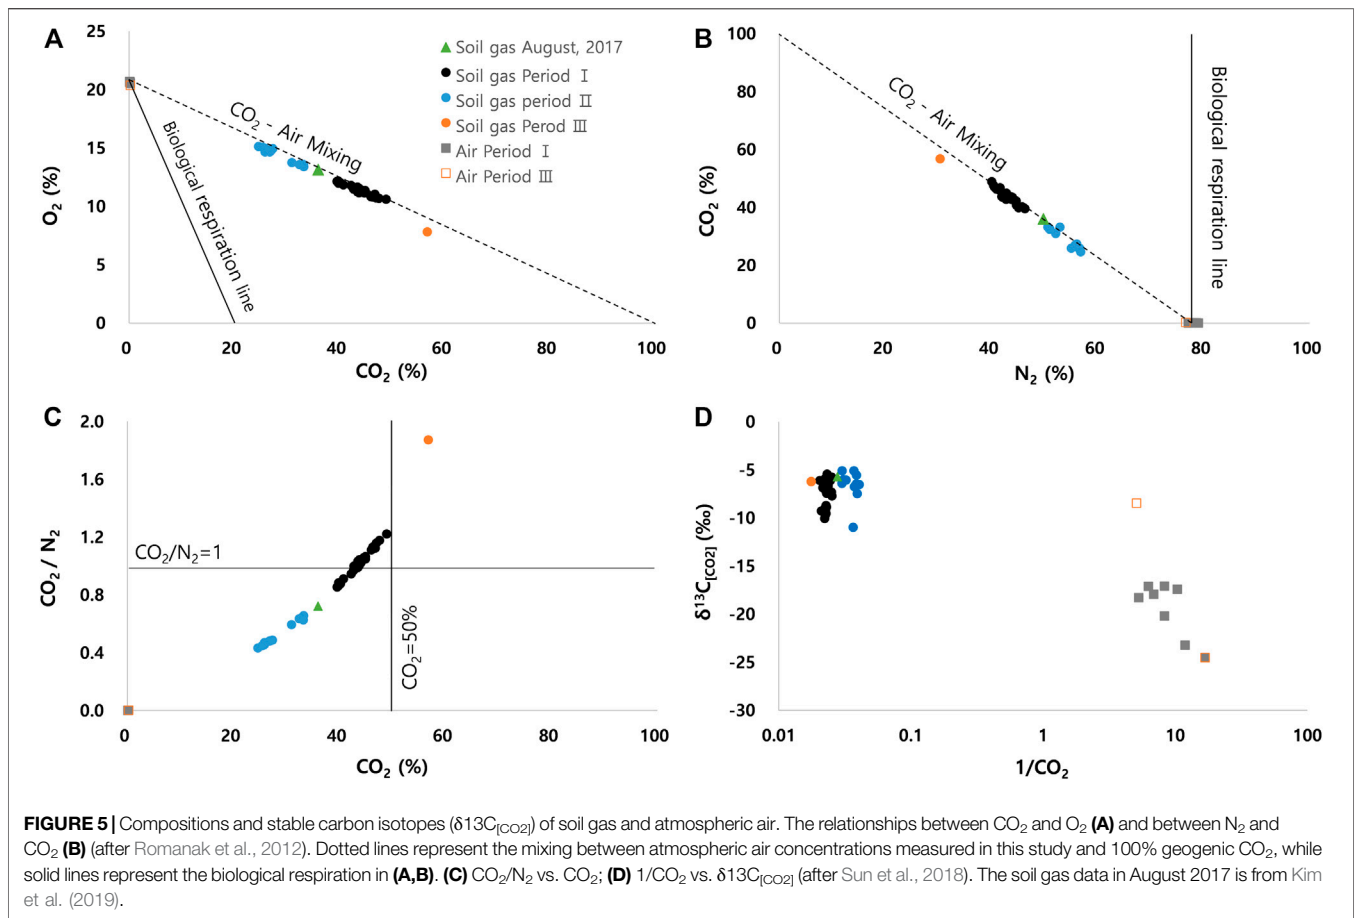 A
25
20
15
10
5
0
O2 (%)
0 20 40 60 80 100
CO2 (%)
CO2 - Air Mixing
Biological respiration line
Soil gas August, 2017
Soil gas Period Ⅰ
Soil gas period Ⅱ
Soil gas Perod Ⅲ
Air Period Ⅰ
Air Period Ⅲ
B
100
80
60
40
20
0
CO2 (%)
0 20 40 60 80 100
N2 (%)
CO2 - Air Mixing
Biological respiration line
C
2.0
1.6
1.2
0.8
0.4
0.0
CO2 / N2
0 20 40 60 80 100
CO2 (%)
CO2/N2=1
CO2=50%
D
0
-5
-10
-15
-20
-25
-30
δ13C[CO2] (‰)
0.01 0.1 1 10 100
1/CO2
FIGURE 5 | Compositions and stable carbon isotopes (δ13C[CO2]) of soil gas and atmospheric air. The relationships between CO2 and O2 (A) and between N2 and
CO2 (B) (after Romanak et al., 2012). Dotted lines represent the mixing between atmospheric air concentrations measured in this study and 100% geogenic CO2, while
solid lines represent the biological respiration in (A,B). (C) CO2/N2 vs. CO2; (D) 1/CO2 vs. δ13C[CO2] (after Sun et al., 2018). The soil gas data in August 2017 is from Kim
et al. (2019).